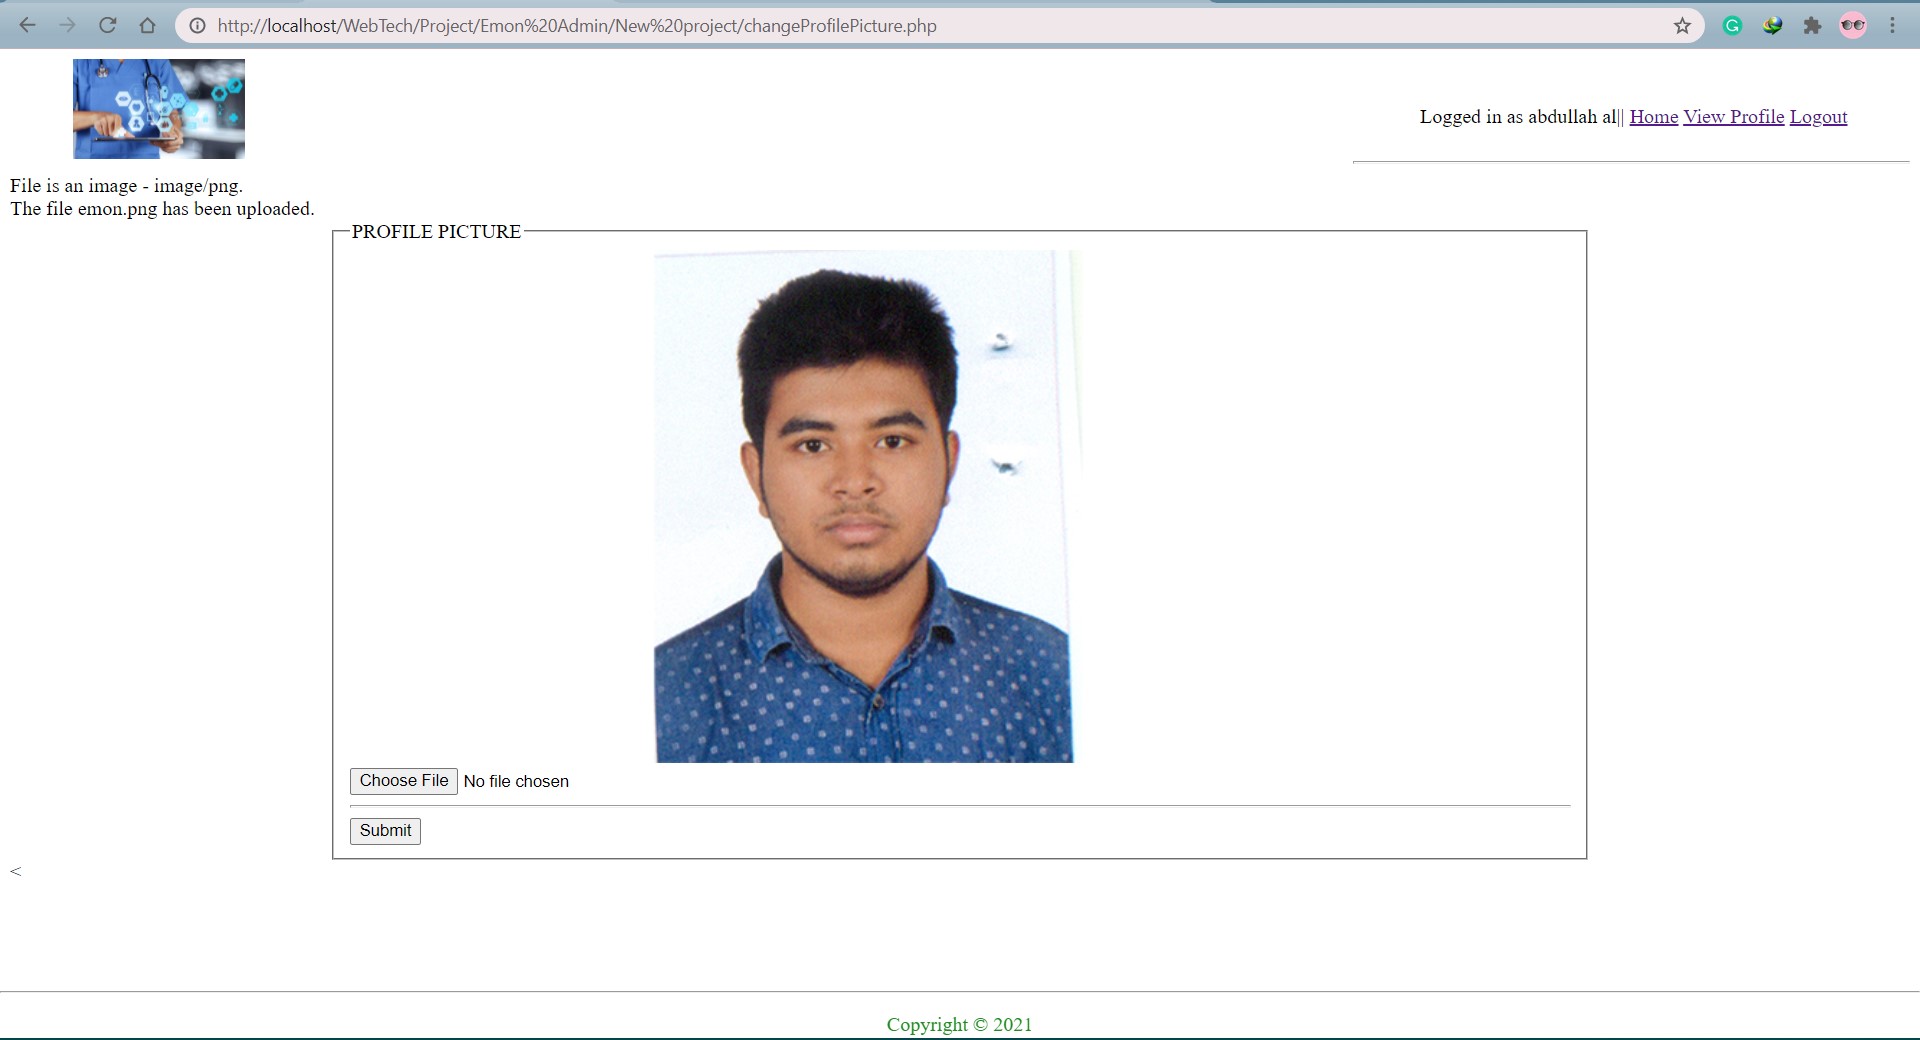 http://localhost/WebTech/Project/Emon%20Admin/New%20project/changeProfilePicture.php
Logged in as abdullah al|| Home View Profile Logout
File is an image - image/png.
The file emon.png has been uploaded.
PROFILE PICTURE
Choose File No file chosen
Submit
<
Copyright © 2021